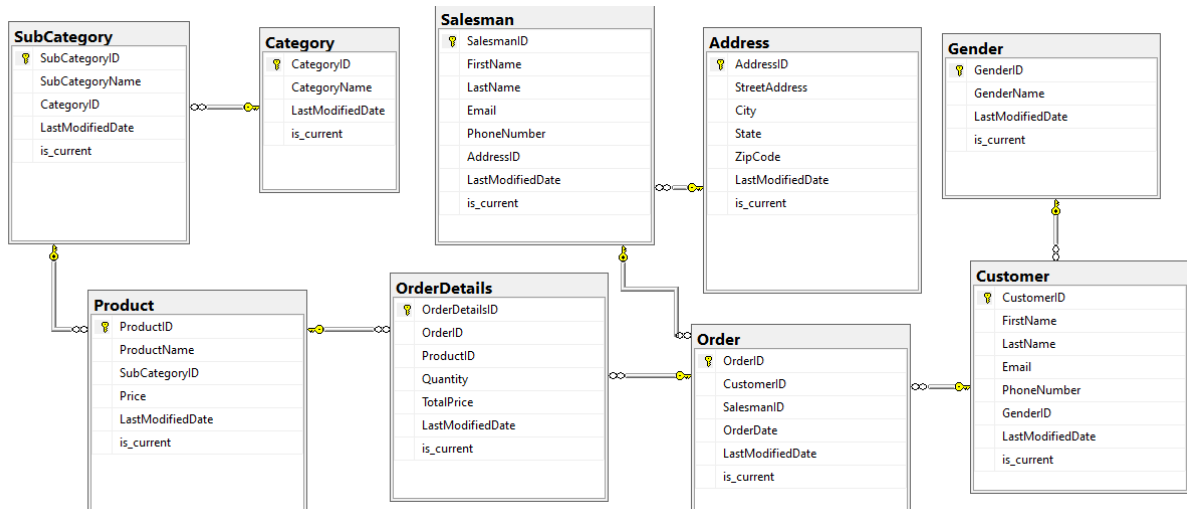 SubCategory
SubCategoryID
SubCategoryName
CategoryID
LastModifiedDate
is_current
Category
CategoryID
CategoryName
LastModifiedDate
is_current
Salesman
SalesmanID
FirstName
LastName
Email
PhoneNumber
AddressID
LastModifiedDate
is_current
Address
AddressID
StreetAddress
City
State
ZipCode
LastModifiedDate
is_current
Gender
GenderID
GenderName
LastModifiedDate
is_current
Product
ProductID
ProductName
SubCategoryID
Price
LastModifiedDate
is_current
OrderDetails
OrderDetailsID
OrderID
ProductID
Quantity
TotalPrice
LastModifiedDate
is_current
Order
OrderID
CustomerID
SalesmanID
OrderDate
LastModifiedDate
is_current
Customer
CustomerID
FirstName
LastName
Email
PhoneNumber
GenderID
LastModifiedDate
is_current